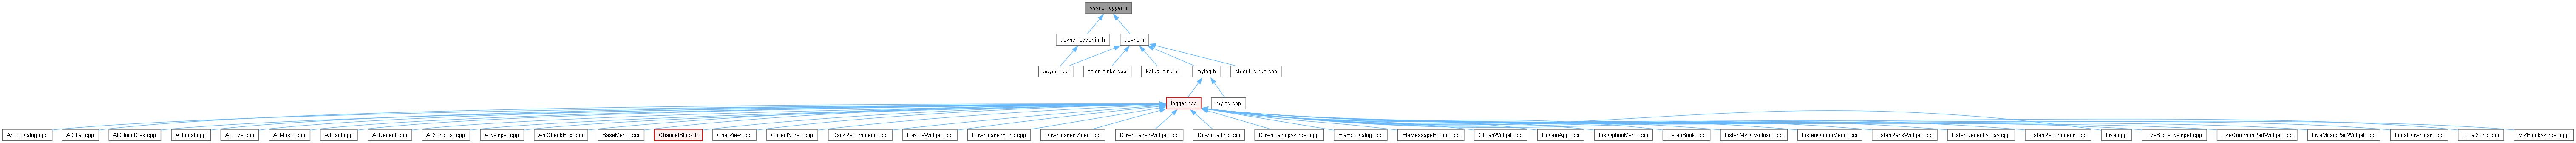 async_logger.h
async_logger-inl.h
async.h
async.cpp
color_sinks.cpp
kafka_sink.h
mylog.h
stdout_sinks.cpp
logger.hpp
mylog.cpp
AboutDialog.cpp
AiChat.cpp
AllCloudDisk.cpp
AllLocal.cpp
AllLove.cpp
AllMusic.cpp
AllPaid.cpp
AllRecent.cpp
AllSongList.cpp
AllWidget.cpp
AniCheckBox.cpp
BaseMenu.cpp
ChannelBlock.h
ChatView.cpp
CollectVideo.cpp
DailyRecommend.cpp
DeviceWidget.cpp
DownloadedSong.cpp
DownloadedVideo.cpp
DownloadedWidget.cpp
Downloading.cpp
DownloadingWidget.cpp
ElaExitDialog.cpp
ElaMessageButton.cpp
GLTabWidget.cpp
KuGouApp.cpp
ListOptionMenu.cpp
ListenBook.cpp
ListenMyDownload.cpp
ListenOptionMenu.cpp
ListenRankWidget.cpp
ListenRecentlyPlay.cpp
ListenRecommend.cpp
Live.cpp
LiveBigLeftWidget.cpp
LiveCommonPartWidget.cpp
LiveMusicPartWidget.cpp
LocalDownload.cpp
LocalSong.cpp
MVBlockWidget.cpp